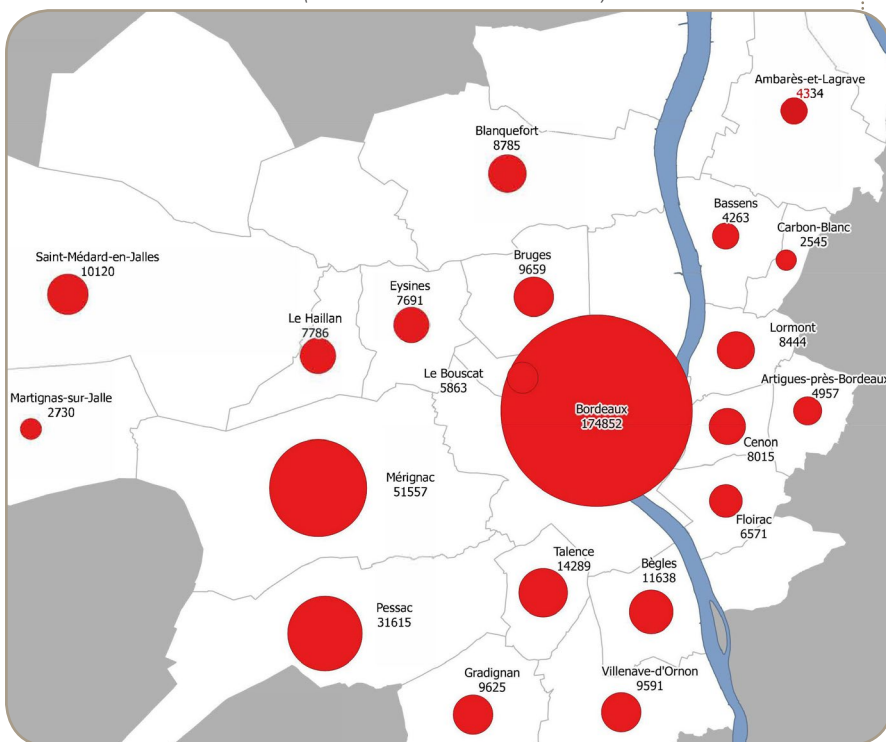 Ambarès-et-Lagrave
4334
Blanquefort
8785
Bassens
4263
Carbon-Blanc
2545
Saint-Médard-en-Jalles
10120
Bruges
9659
Eysines
7691
Le Haillan
7786
Lormont
8444
Le Bouscat
5863
Artigues-près-Bordeaux
4957
Martignas-sur-Jalle
2730
Bordeaux
174852
Cenon
8015
Mérignac
51557
Floirac
6571
Talence
14289
Bègles
11638
Pessac
31615
Gradignan
9625
Villenave-d'Ornon
9591